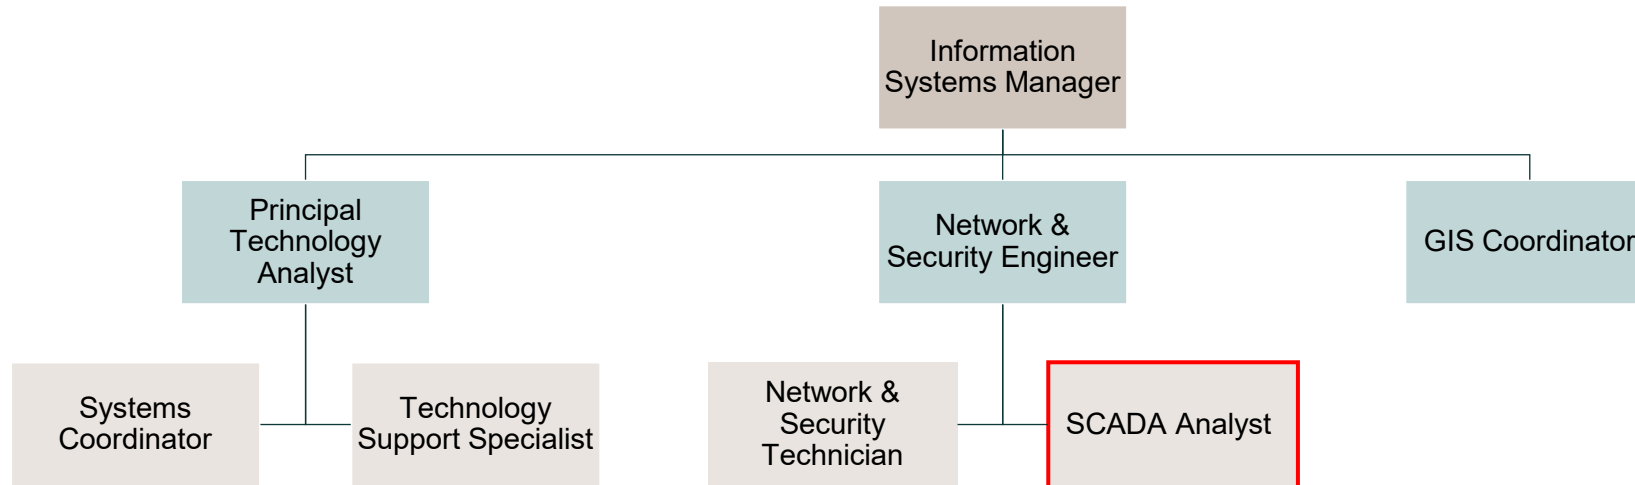 Information
Systems Manager
Principal
Technology
Analyst
Network &
Security Engineer
GIS Coordinator
Systems
Coordinator
Technology
Support Specialist
Network &
Security
Technician
SCADA Analyst